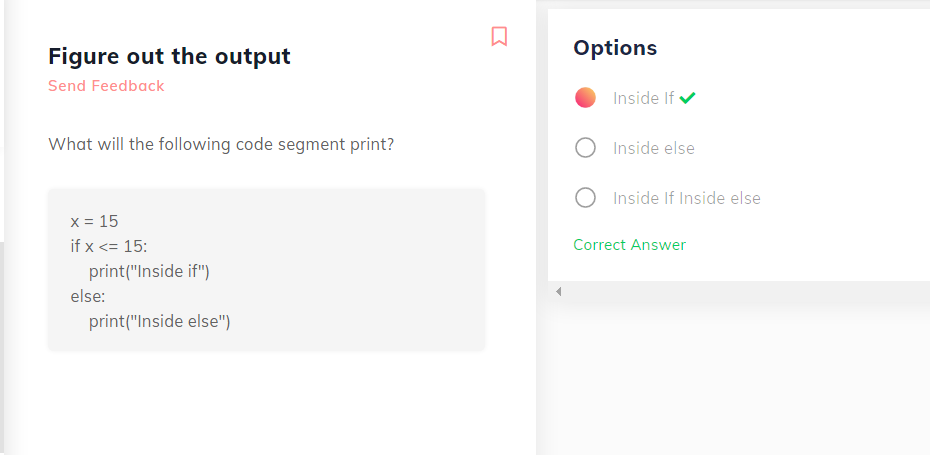 Figure out the output
Send Feedback
What will the following code segment print?
x = 15
if x <= 15:
    print("Inside if")
else:
    print("Inside else")
Options
Inside If
Inside else
Inside If Inside else
Correct Answer